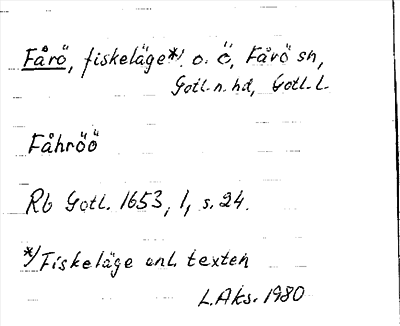 Fårö, fiskeläge*) o. ö, Fårö sn,
Gotl. n. hd, Gotl. l.
Fåhröö
Rb Gotl. 1653, 1, s. 24.
*) Fiskeläge enl. texten
L. Aks. 1980